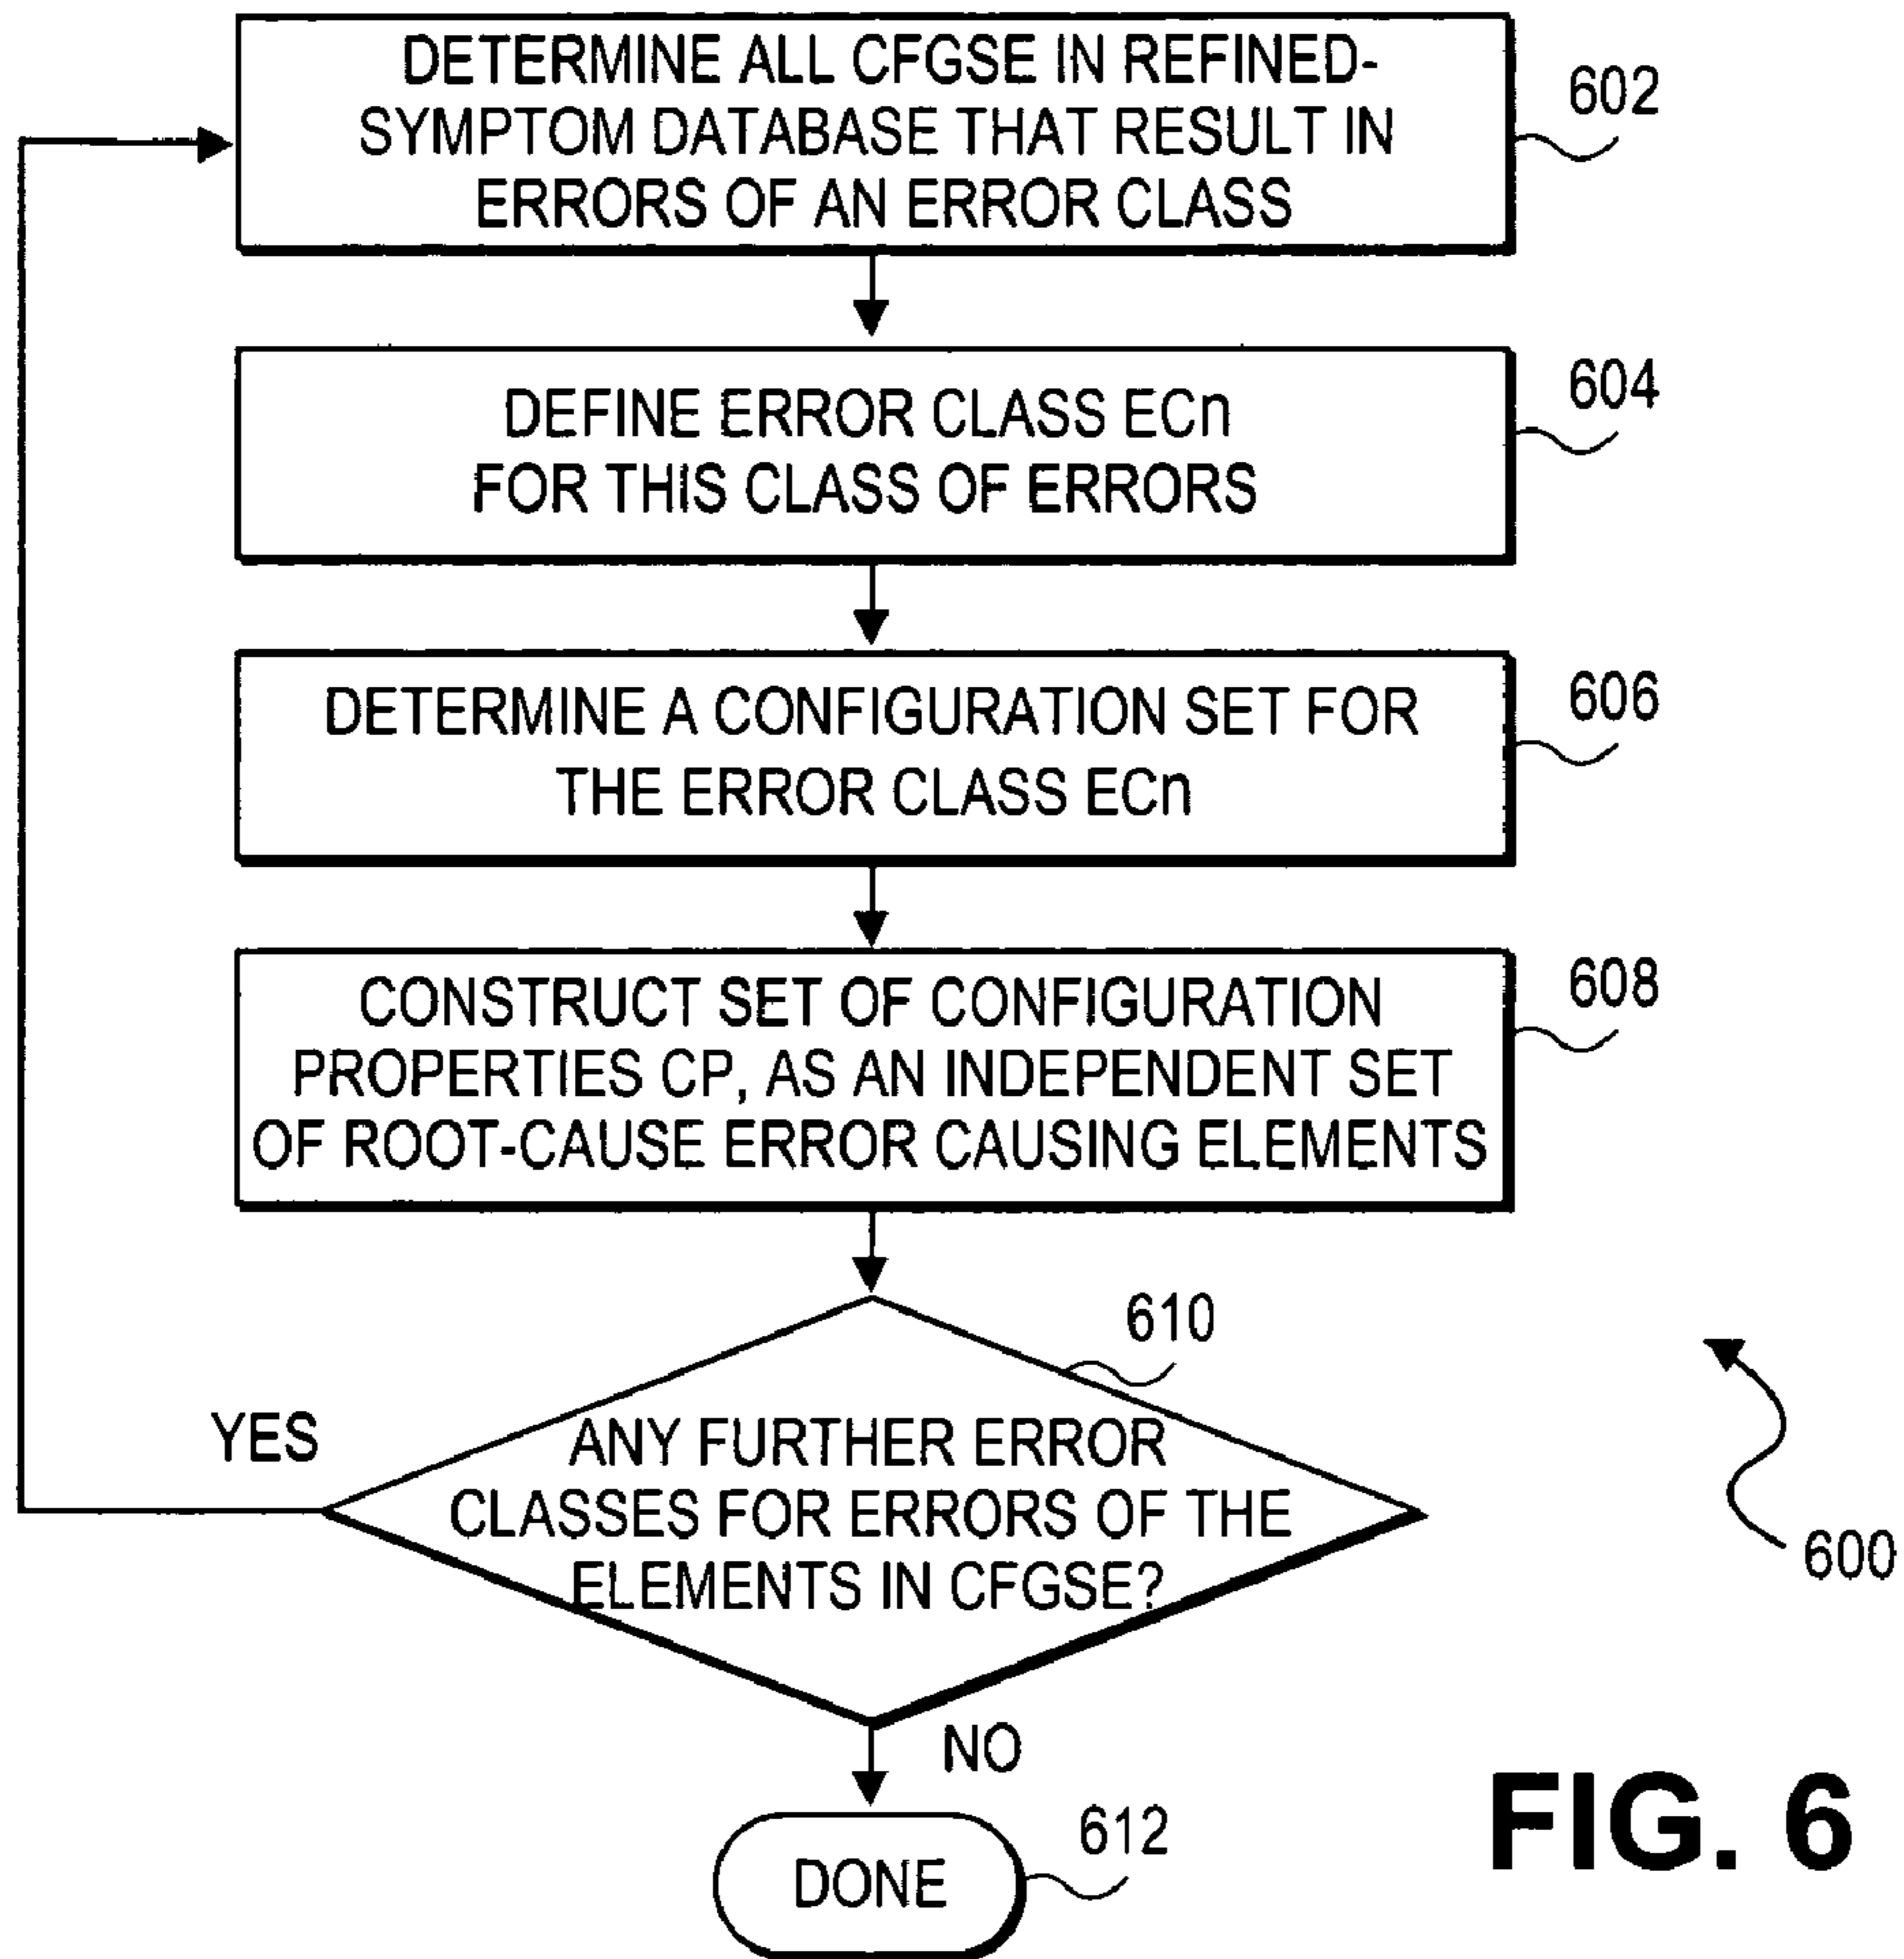 DETERMINE ALL CFGSE IN REFINED-
SYMPTOM DATABASE THAT RESULT IN
ERRORS OF AN ERROR CLASS
602
DEFINE ERROR CLASS ECn
FOR THIS CLASS OF ERRORS
604
DETERMINE A CONFIGURATION SET FOR
THE ERROR CLASS ECn
606
CONSTRUCT SET OF CONFIGURATION
PROPERTIES CP, AS AN INDEPENDENT SET
OF ROOT-CAUSE ERROR CAUSING ELEMENTS
608
610
YES
ANY FURTHER ERROR
CLASSES FOR ERRORS OF THE
ELEMENTS IN CFGSE?
600
NO
612
DONE
FIG. 6